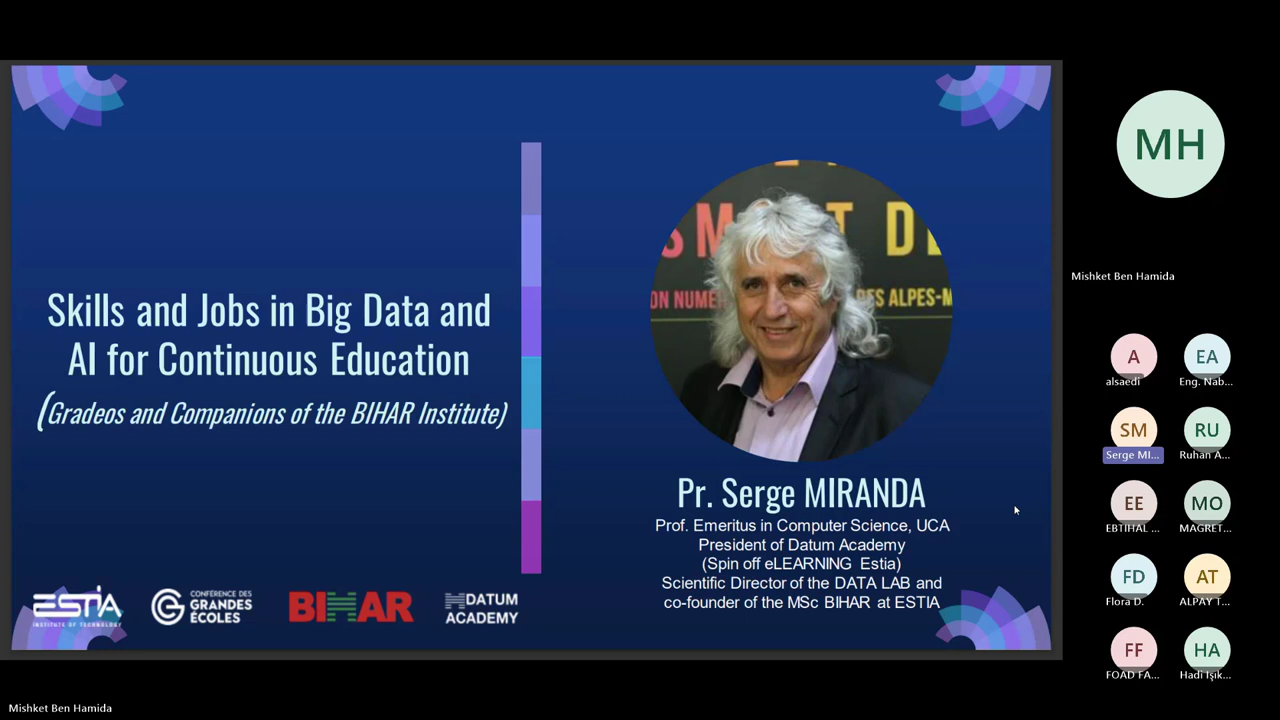 Skills and Jobs in Big Data and
AI for Continuous Education
(Gradeos and Companions of the BIHAR Institute)
ESTIA
INSTITUTE OF TECHNOLOGY
CONFÉRENCE DES
GRANDES
ÉCOLES
BIHAR
DATUM
ACADEMY
Pr. Serge MIRANDA
Prof. Emeritus in Computer Science, UCA
President of Datum Academy
(Spin off eLEARNING Estia)
Scientific Director of the DATA LAB and
co-founder of the MSc BIHAR at ESTIA
MH
Mishket Ben Hamida
A
alsaedi
EA
Eng. Nab...
SM
Serge MI...
RU
Ruhan A...
EE
EBTIHAL ...
MO
MAGRET...
FD
Flora D.
AT
ALPAY T...
FF
FOAD FA...
HA
Hadi Işık...
Mishket Ben Hamida